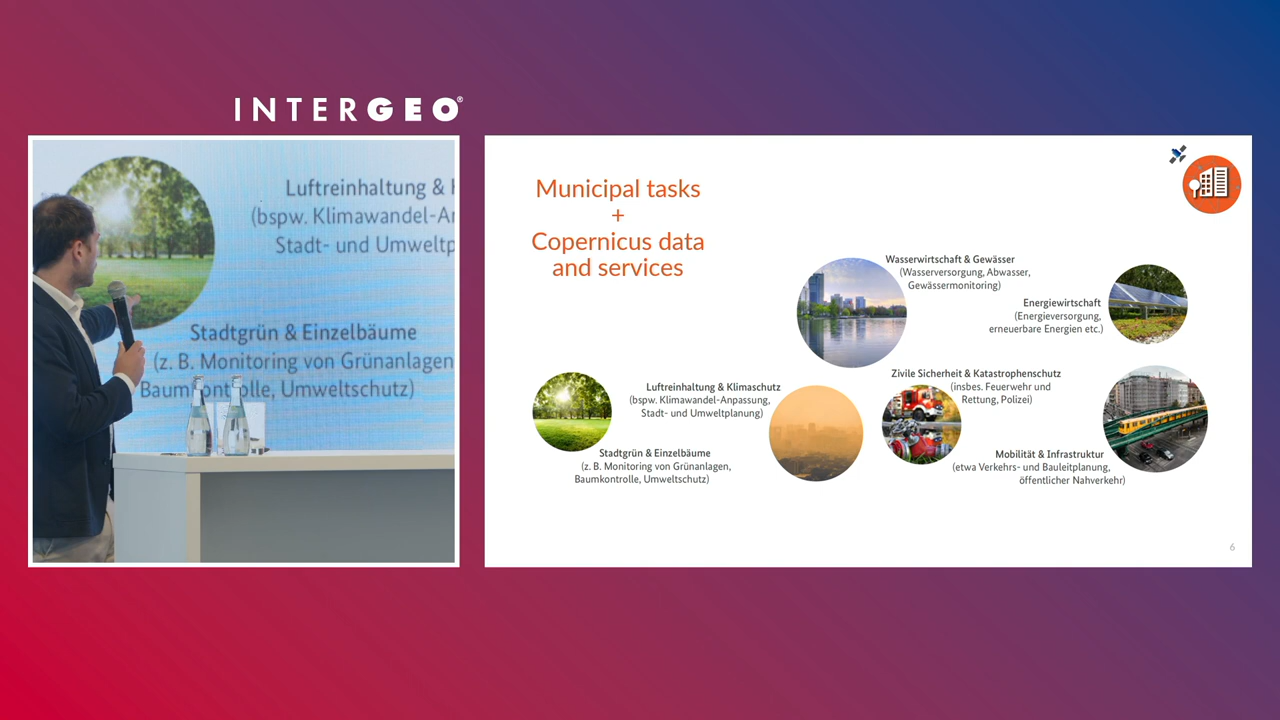 INTERGEO®
Luftreinhaltung &
(bspw. Klimawandel-
Stadt- und
Stadtgrün & Einzelbäume
(z. B. Monitoring von Grünanlagen
Umweltschutz)
Municipal tasks
+
Copernicus data
and services
Wasserwirtschaft & Gewässer
(Wasserversorgung, Abwasser,
Gewässermonitoring)
Energiewirtschaft
(Energieversorgung,
erneuerbare Energien etc.)
Luftreinhaltung & Klimaschutz
(bspw. Klimawandel-Anpassung,
Stadt- und Umweltplanung)
Zivile Sicherheit & Katastrophenschutz
(insbes. Feuerwehr und
Rettung, Polizei)
Stadtgrün & Einzelbäume
(z. B. Monitoring von Grünanlagen,
Baumkontrolle, Umweltschutz)
Mobilität & Infrastruktur
(etwa Verkehrs- und Bauleitplanung,
öffentlicher Nahverkehr)
6